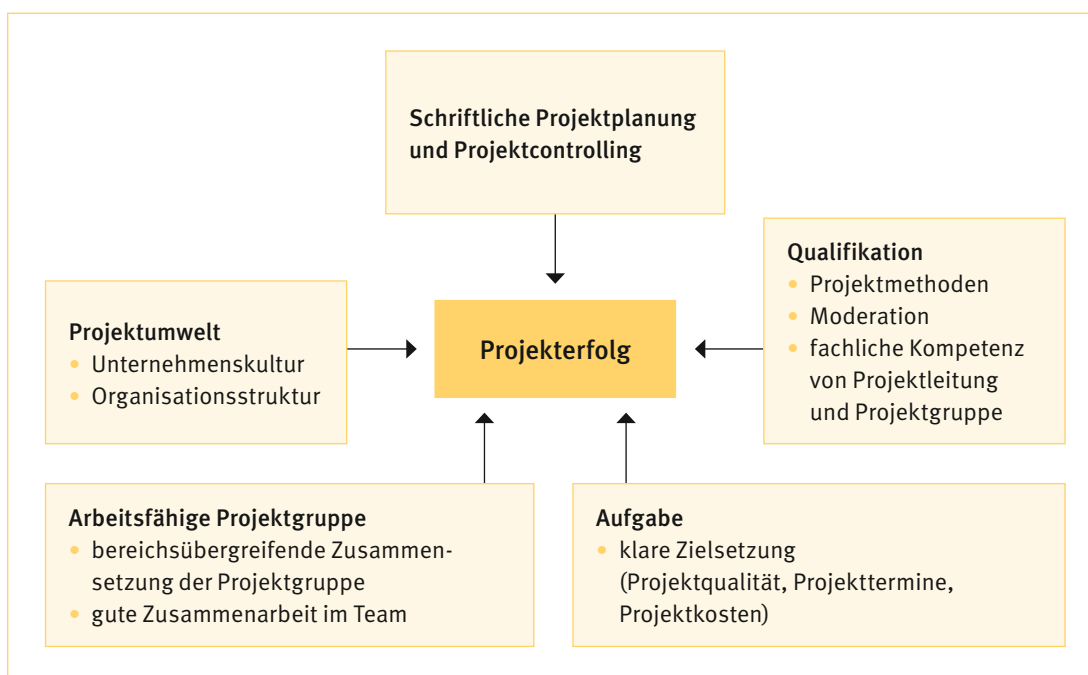 Schriftliche Projektplanung
und Projektcontrolling
Qualifikation
• Projektmethoden
• Moderation
• fachliche Kompetenz
von Projektleitung
und Projektgruppe
Projektumwelt
• Unternehmenskultur
• Organisationsstruktur
Projekterfolg
Arbeitsfähige Projektgruppe
• bereichsübergreifende Zusammen-
setzung der Projektgruppe
• gute Zusammenarbeit im Team
Aufgabe
• klare Zielsetzung
(Projektqualität, Projekttermine,
Projektkosten)